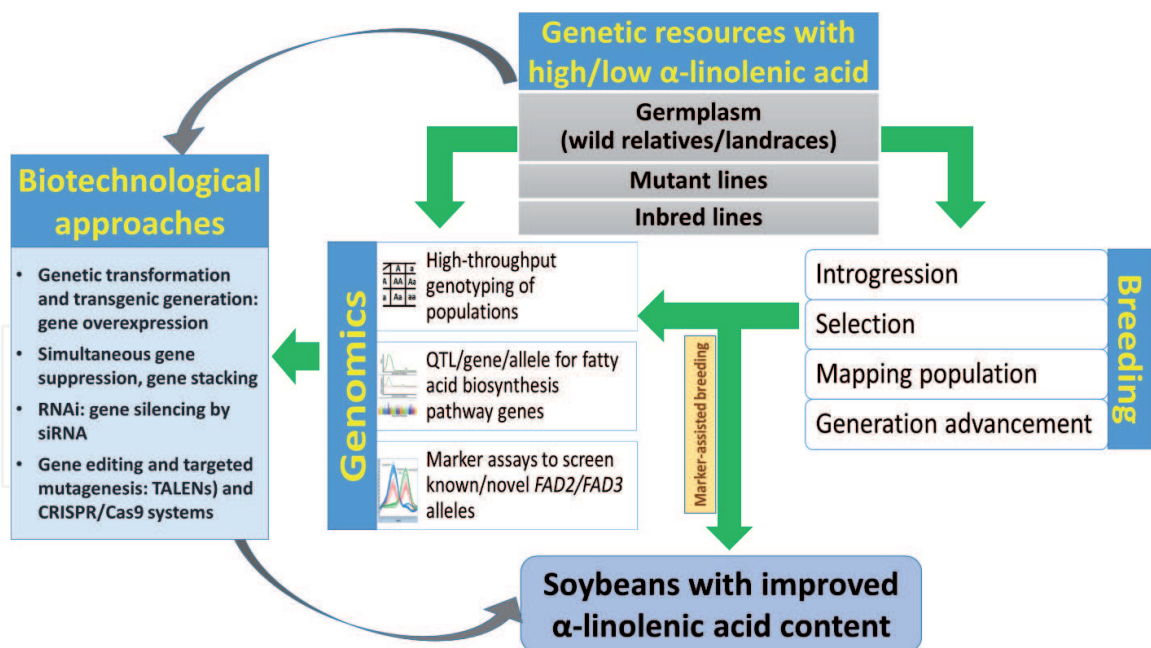 Genetic resources with
high/low α-linolenic acid
Germplasm
(wild relatives/landraces)
Mutant lines
Inbred lines
Biotechnological
approaches
• Genetic transformation
and transgenic generation:
gene overexpression
• Simultaneous gene
suppression, gene stacking
• RNAi: gene silencing by
siRNA
• Gene editing and targeted
mutagenesis: TALENs) and
CRISPR/Cas9 systems
Genomics
A a
A AA Aa
a Aa aa
High-throughput
genotyping of
populations
QTL/gene/allele for fatty
acid biosynthesis
pathway genes
Marker assays to screen
known/novel FAD2/FAD3
alleles
Marker-assisted breeding
Introgression
Selection
Mapping population
Generation advancement
Breeding
Soybeans with improved
α-linolenic acid content